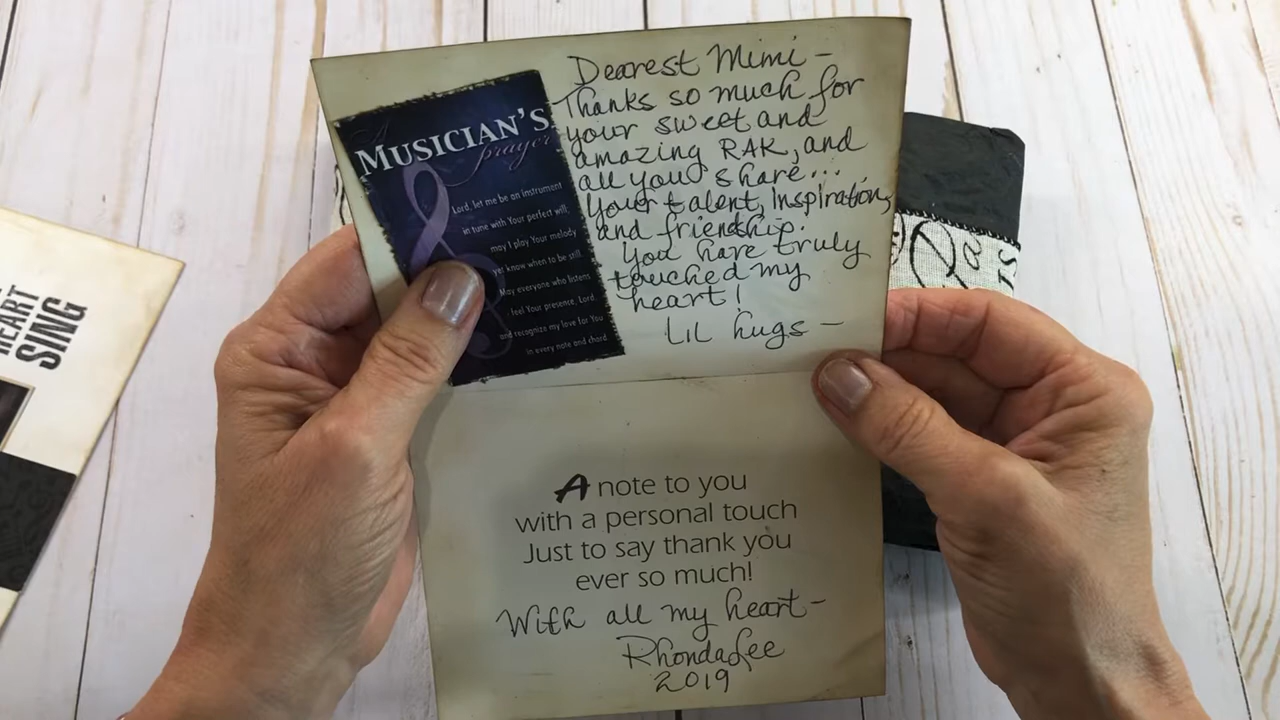 Dearest Mimi -
Thanks so much for
your sweet and
amazing RAK, and
all you share...
your talent, inspiration,
and friendship.
You have truly
touched my
heart!
Lil hugs -
A
MUSICIAN'S
prayer
Lord, let me be an instrument
in tune with Your perfect will,
may I play Your melody
yet know when to be still.
May everyone who listens
feel Your presence, Lord,
and recognize my love for You
in every note and chord
A note to you
with a personal touch
Just to say thank you
ever so much!
With all my heart -
RhondaLee
2019
HEART
SING